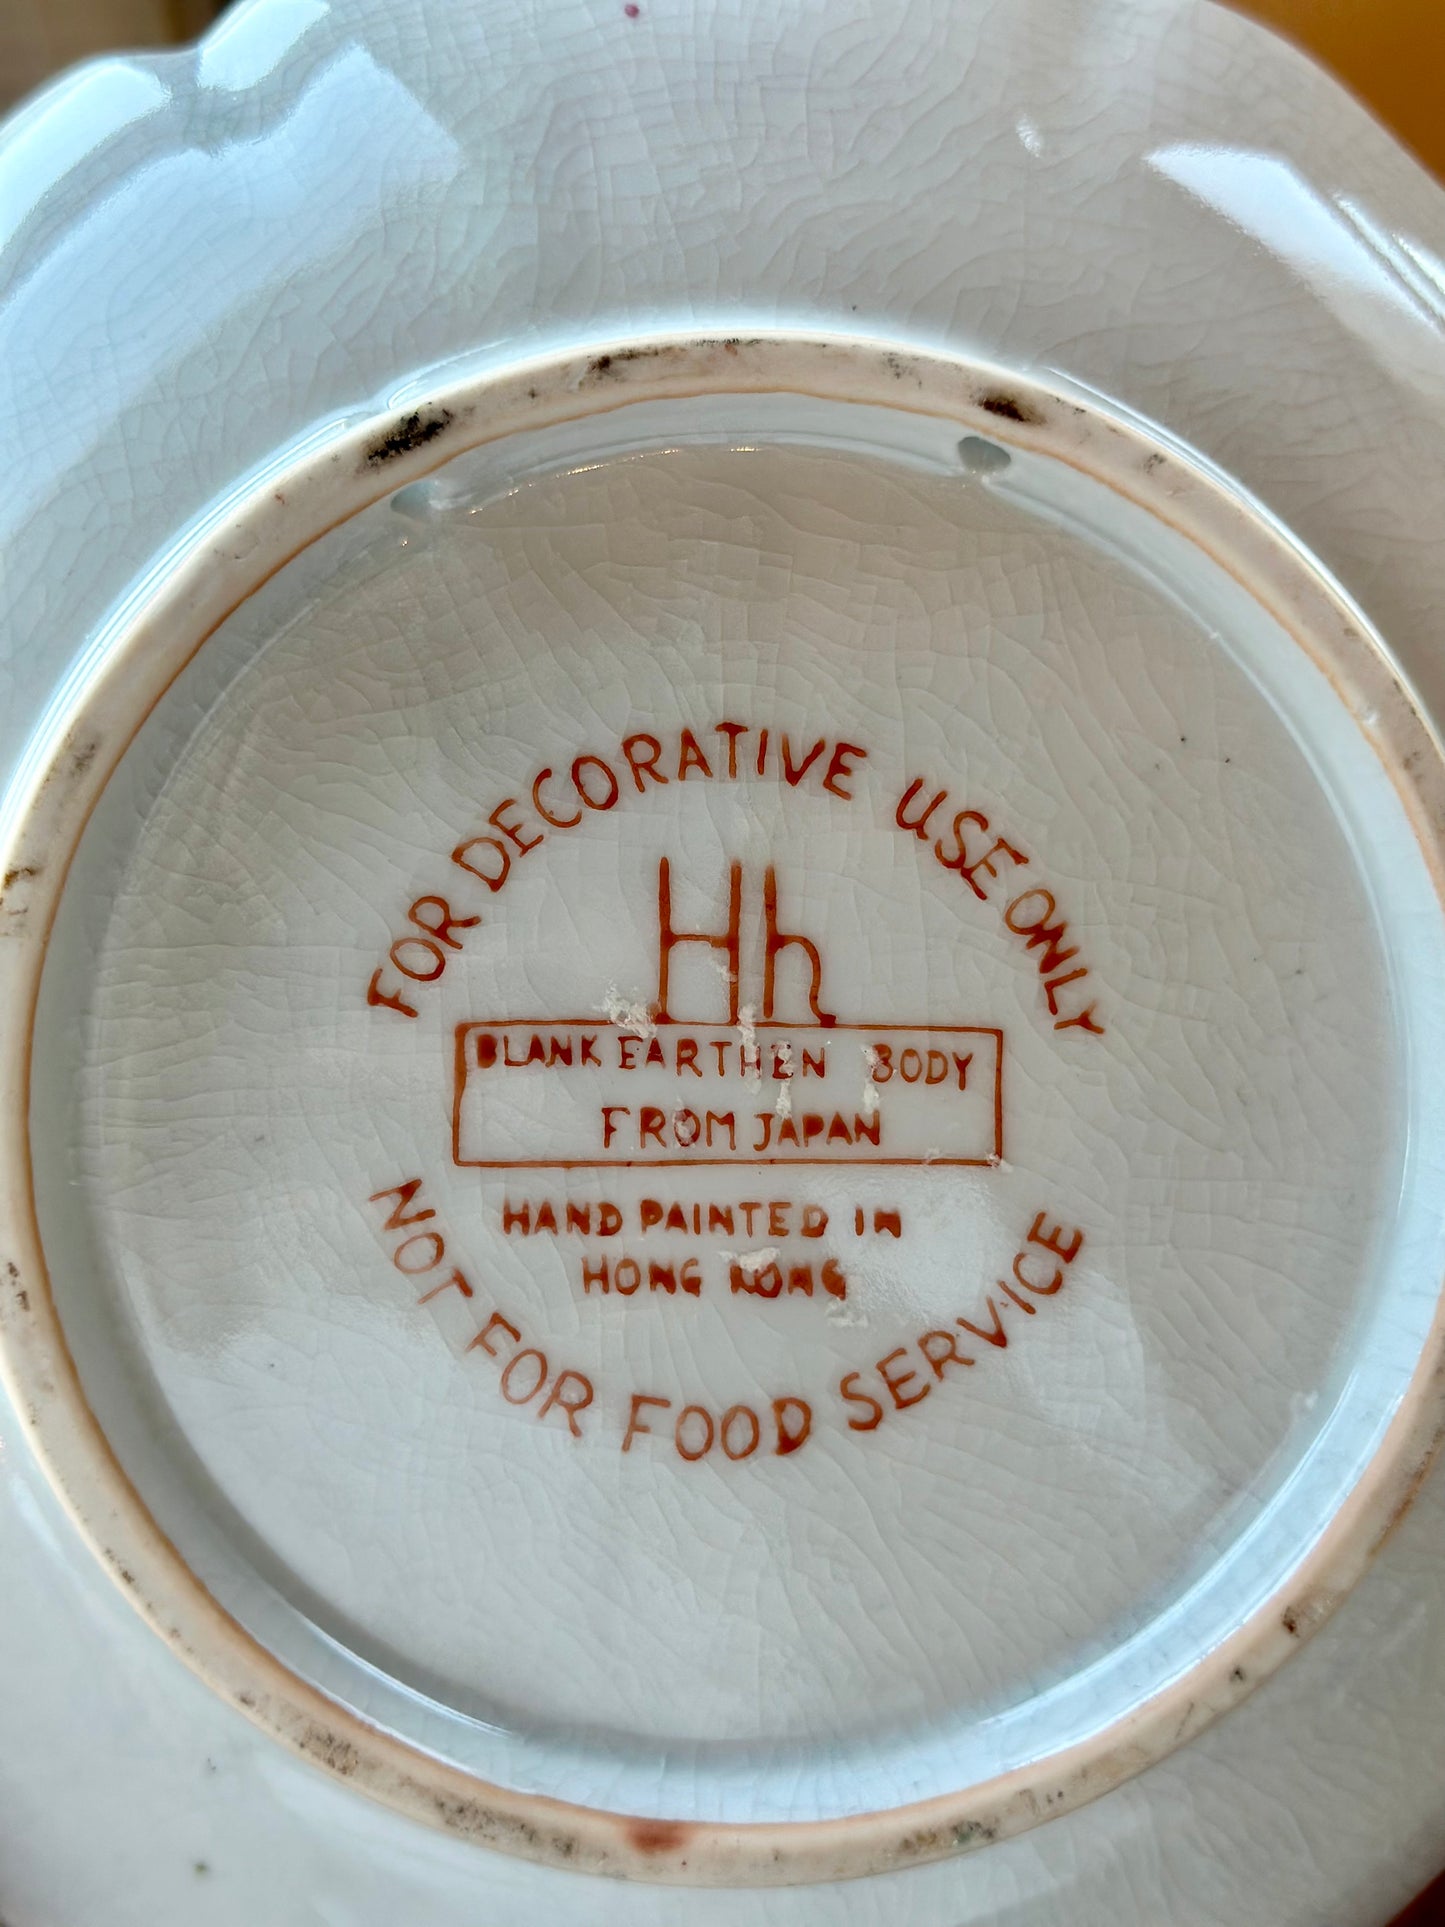 FOR DECORATIVE USE ONLY
Hh
BLANK EARTHEN BODY
FROM JAPAN
HAND PAINTED IN
HONG KONG
NOT FOR FOOD SERVICE